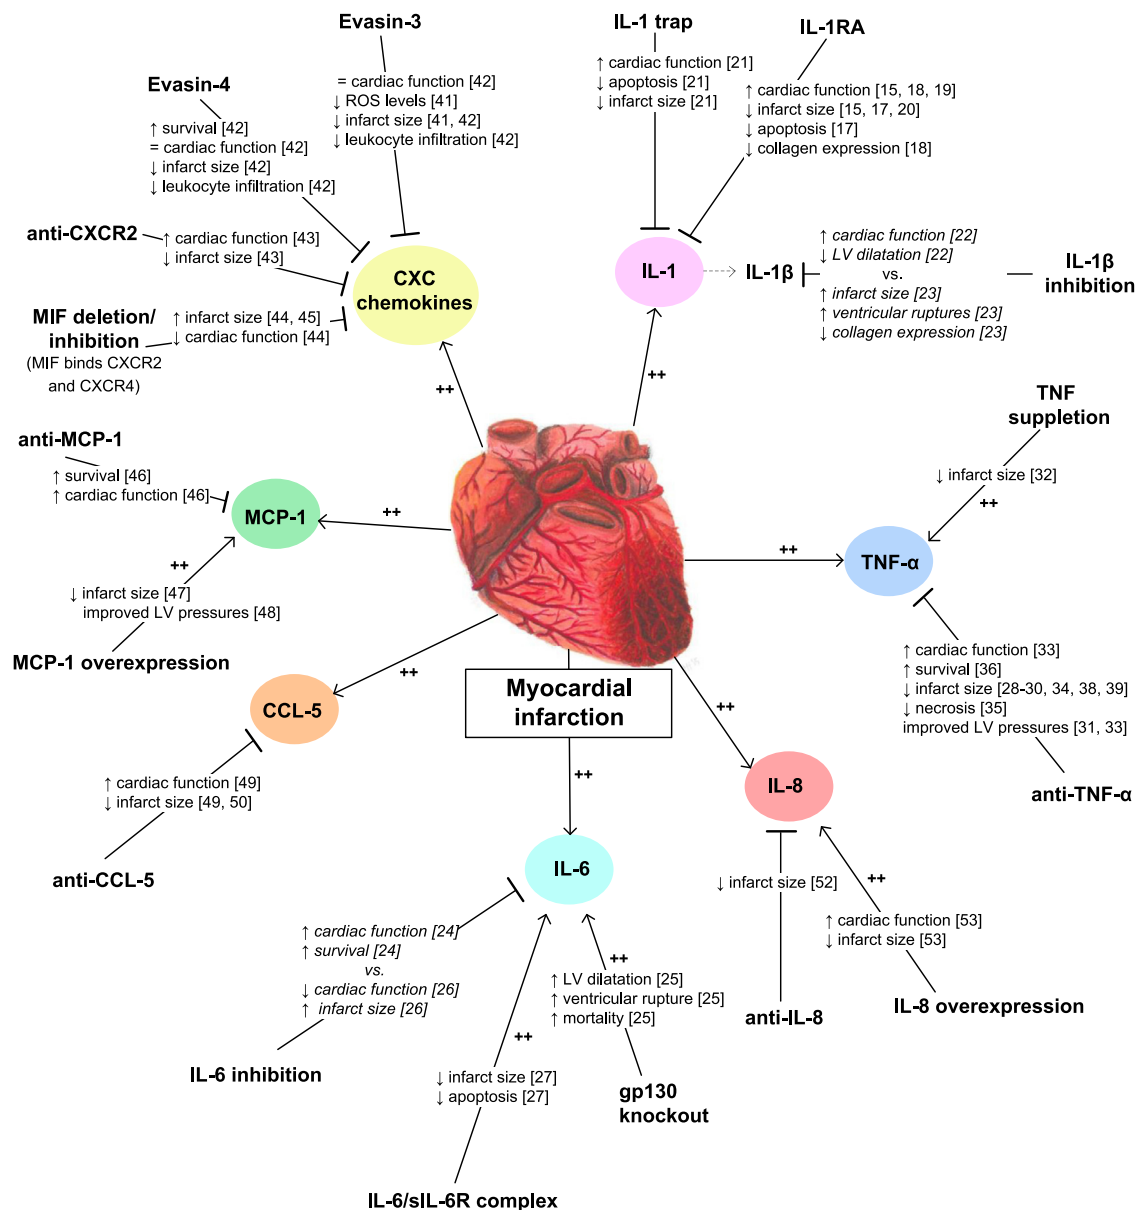 Evasin-3
= cardiac function [42]
↓ ROS levels [41]
↓ infarct size [41, 42]
↓ leukocyte infiltration [42]
Evasin-4
↑ survival [42]
= cardiac function [42]
↓ infarct size [42]
↓ leukocyte infiltration [42]
anti-CXCR2
↑ cardiac function [43]
↓ infarct size [43]
MIF deletion/
inhibition
(MIF binds CXCR2
and CXCR4)
↑ infarct size [44, 45]
↓ cardiac function [44]
CXC
chemokines
++
IL-1 trap
↑ cardiac function [21]
↓ apoptosis [21]
↓ infarct size [21]
IL-1RA
↑ cardiac function [15, 18, 19]
↓ infarct size [15, 17, 20]
↓ apoptosis [17]
↓ collagen expression [18]
IL-1
IL-1β
↑ cardiac function [22]
↓ LV dilatation [22]
vs.
↑ infarct size [23]
↑ ventricular ruptures [23]
↓ collagen expression [23]
IL-1β
inhibition
++
anti-MCP-1
↑ survival [46]
↑ cardiac function [46]
MCP-1
++
++
↓ infarct size [47]
improved LV pressures [48]
MCP-1 overexpression
TNF
suppletion
↓ infarct size [32]
++
++
TNF-α
↑ cardiac function [33]
↑ survival [36]
↓ infarct size [28-30, 34, 38, 39]
↓ necrosis [35]
improved LV pressures [31, 33]
anti-TNF-α
CCL-5
++
↑ cardiac function [49]
↓ infarct size [49, 50]
anti-CCL-5
Myocardial
infarction
++
++
IL-8
↓ infarct size [52]
anti-IL-8
++
↑ cardiac function [53]
↓ infarct size [53]
IL-8 overexpression
IL-6
↑ cardiac function [24]
↑ survival [24]
vs.
↓ cardiac function [26]
↑ infarct size [26]
IL-6 inhibition
++
↓ infarct size [27]
↓ apoptosis [27]
IL-6/sIL-6R complex
++
↑ LV dilatation [25]
↑ ventricular rupture [25]
↑ mortality [25]
gp130
knockout